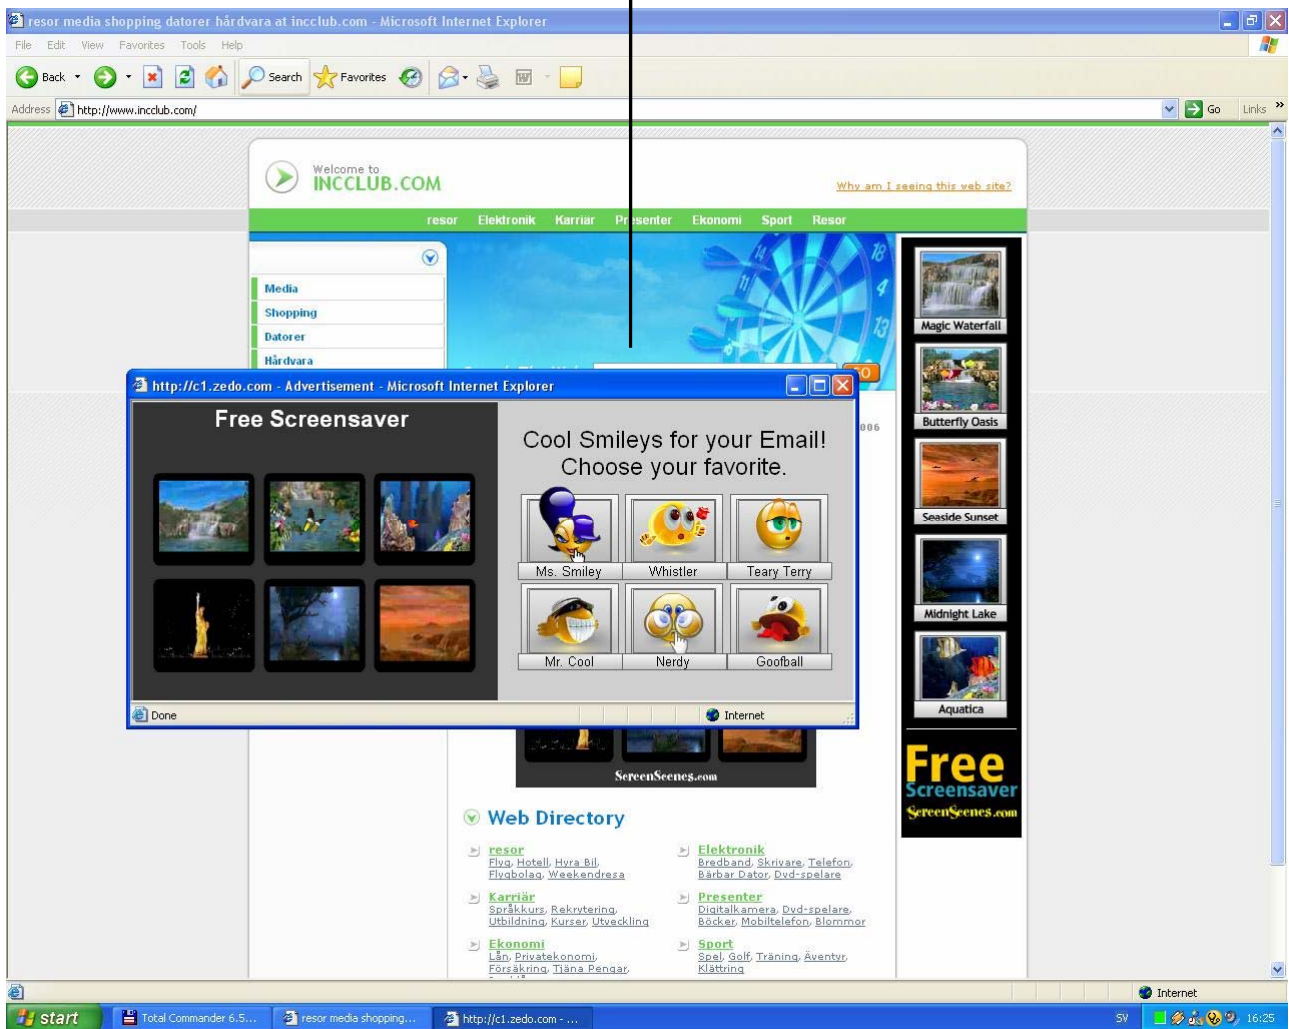 resor media shopping datorer hårdvara at incclub.com - Microsoft Internet Explorer
File Edit View Favorites Tools Help
Back Search Favorites
Address http://www.incclub.com/ Go Links »
Welcome to
INCCLUB.COM
Why am I seeing this web site?
resor Elektronik Karriär Presenter Ekonomi Sport Resor
Media
Shopping
Datorer
Hårdvara
18
4
13
11
14
Magic Waterfall
Butterfly Oasis
Seaside Sunset
Midnight Lake
Aquatica
Free
Screensaver
ScreenScenes.com
http://c1.zedo.com - Advertisement - Microsoft Internet Explorer
006
Free Screensaver
Cool Smileys for your Email!
Choose your favorite.
Ms. Smiley Whistler Teary Terry
Mr. Cool Nerdy Goofball
Done Internet
ScreenScenes.com
Web Directory
resor
Flyg, Hotell, Hyra Bil,
Flygbolag, Weekendresa
Elektronik
Bredband, Skrivare, Telefon,
Bärbar Dator, Dvd-spelare
Karriär
Språkkurs, Rekrytering,
Utbildning, Kurser, Utveckling
Presenter
Digitalkamera, Dvd-spelare,
Böcker, Mobiltelefon, Blommor
Ekonomi
Lån, Privatekonomi,
Försäkring, Tjäna Pengar,
Sport
Spel, Golf, Träning, Äventyr,
Klättring
Internet
start Total Commander 6.5... resor media shopping... http://c1.zedo.com - ... SV 16:25